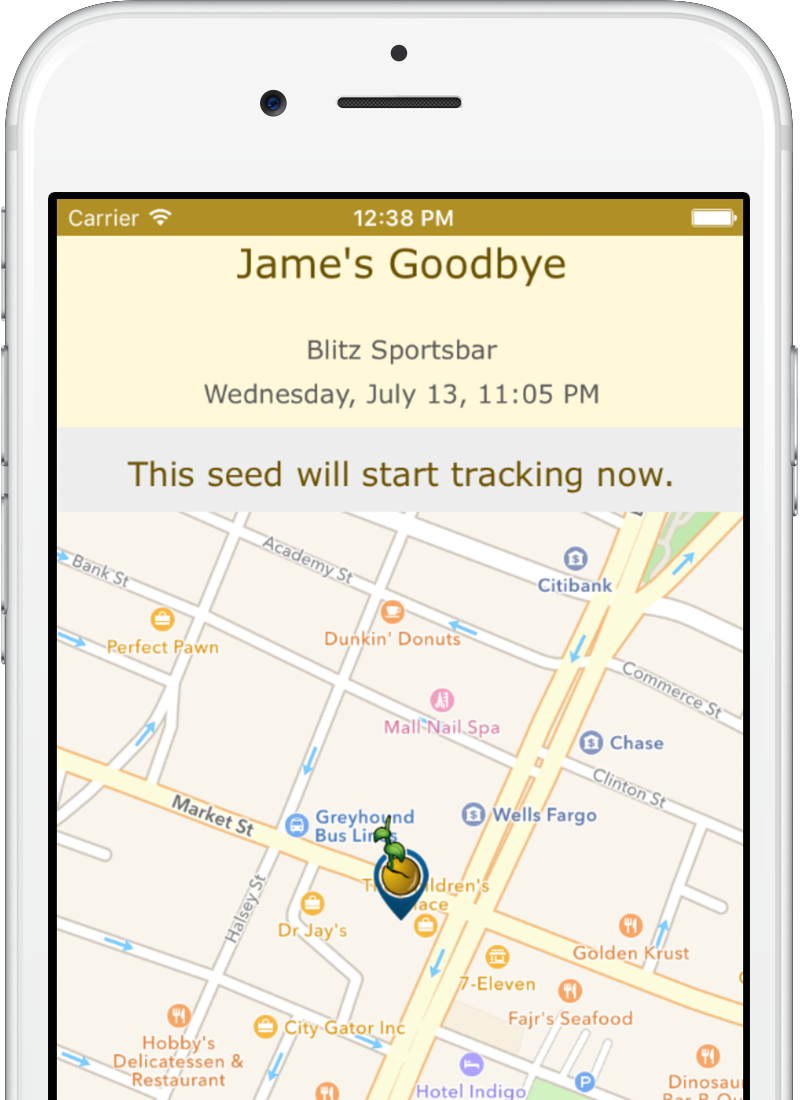 Carrier
12:38 PM
Jame's Goodbye
Blitz Sportsbar
Wednesday, July 13, 11:05 PM
This seed will start tracking now.
Academy St
Bank St
Citibank
Dunkin' Donuts
Perfect Pawn
Commerce St
Mall Nail Spa
Chase
Clinton St
Market St
Greyhound
Bus Lines
Wells Fargo
Halsey St
ildren's
lace
Dr Jay's
Golden Krust
7-Eleven
Fajr's Seafood
City Gator Inc
Hobby's
Delicatessen &
Restaurant
Hotel Indigo
P
Dinosau
Bar-B-Qu